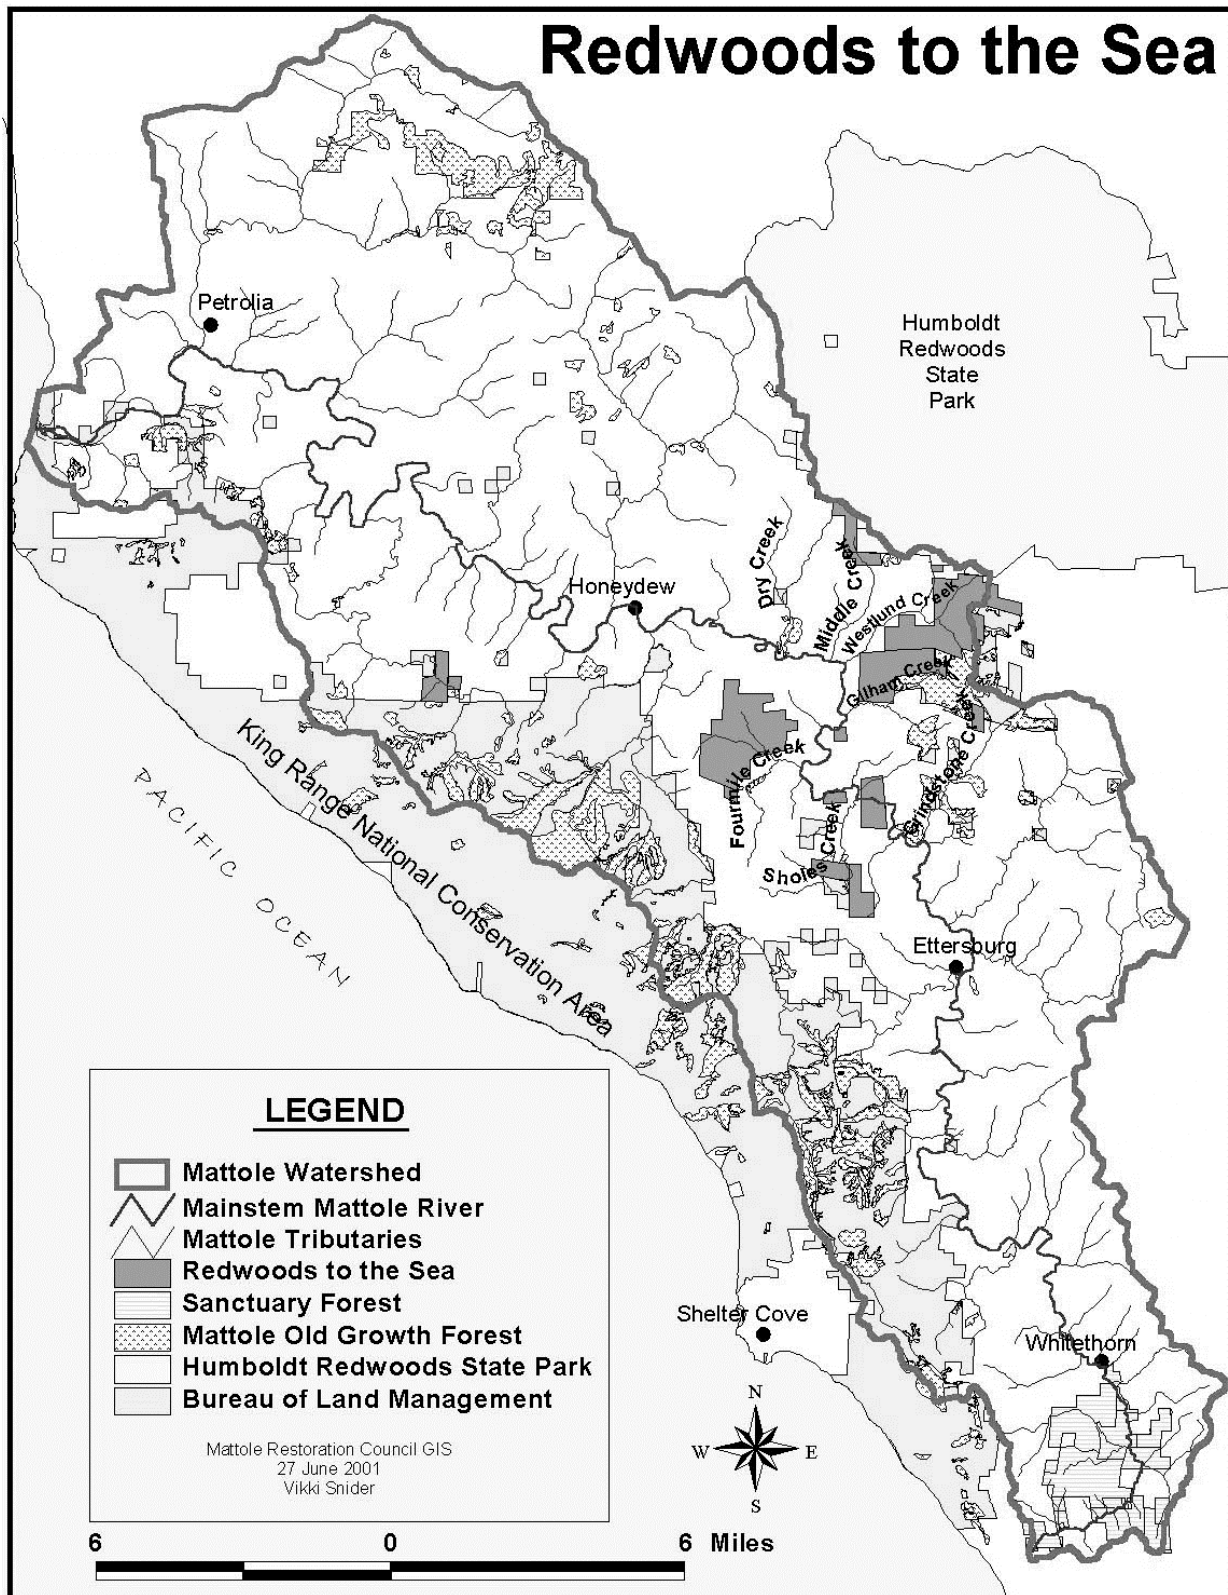 Redwoods to the Sea
Petrolia
Humboldt
Redwoods
State
Park
Dry Creek
Middle Creek
Westlund Creek
Honeydew
Gilham Creek
Fourmile Creek
Grindstone Creek
Sholes Creek
King Range National Conservation Area
PACIFIC OCEAN
Ettersburg
LEGEND
Mattole Watershed
Mainstem Mattole River
Mattole Tributaries
Redwoods to the Sea
Sanctuary Forest
Mattole Old Growth Forest
Humboldt Redwoods State Park
Bureau of Land Management
Mattole Restoration Council GIS
27 June 2001
Vikki Snider
Shelter Cove
Whitethorn
N
W E
S
6 0 6 Miles